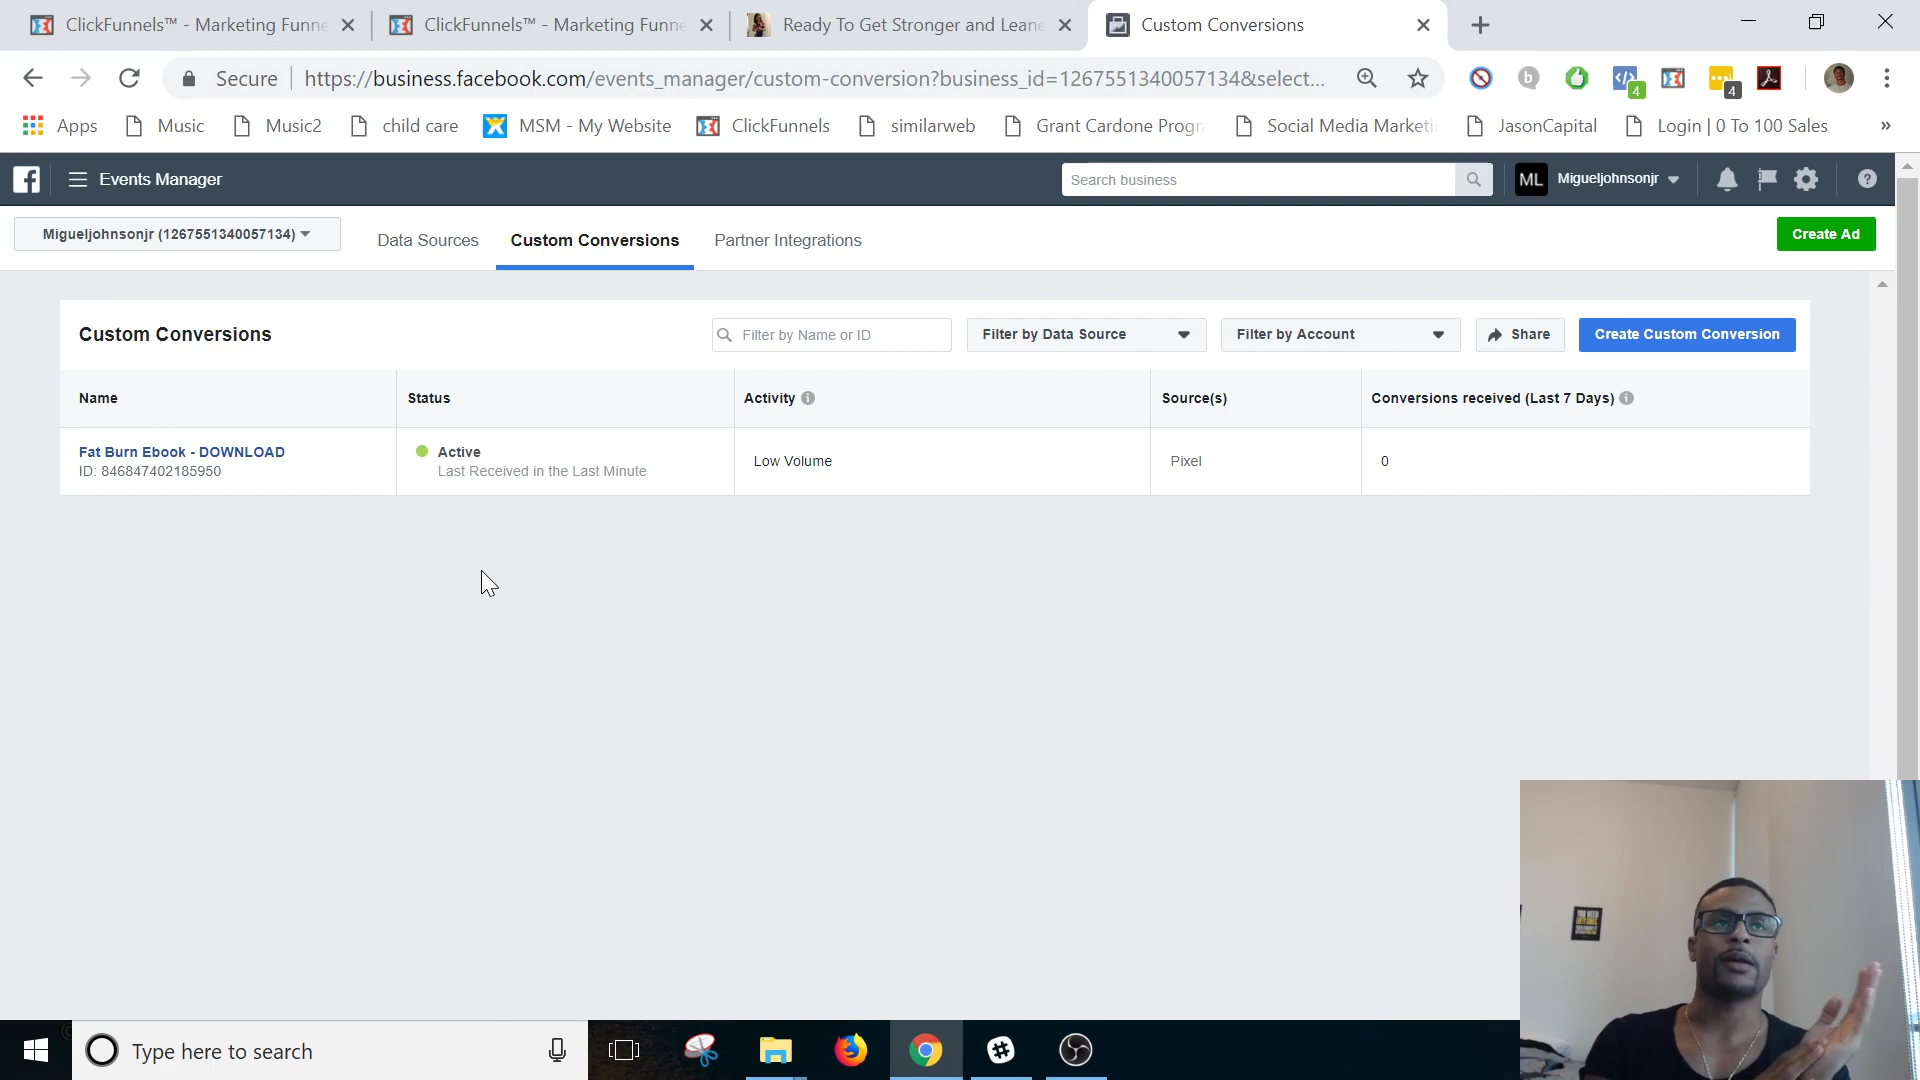 ClickFunnels™ - Marketing Funne
ClickFunnels™ - Marketing Funne
Ready To Get Stronger and Leane
Custom Conversions
Secure
https://business.facebook.com/events_manager/custom-conversion?business_id=1267551340057134&select...
4
4
Apps
Music
Music2
child care
MSM - My Website
ClickFunnels
similarweb
Grant Cardone Progra
Social Media Marketi
JasonCapital
Login | 0 To 100 Sales
»
Events Manager
Search business
ML
Migueljohnsonjr
Migueljohnsonjr (1267551340057134)
Data Sources
Custom Conversions
Partner Integrations
Create Ad
Custom Conversions
Filter by Name or ID
Filter by Data Source
Filter by Account
Share
Create Custom Conversion
Name
Status
Activity
Source(s)
Conversions received (Last 7 Days)
Fat Burn Ebook - DOWNLOAD
ID: 846847402185950
Active
Last Received in the Last Minute
Low Volume
Pixel
0
YOU NEED
Type here to search